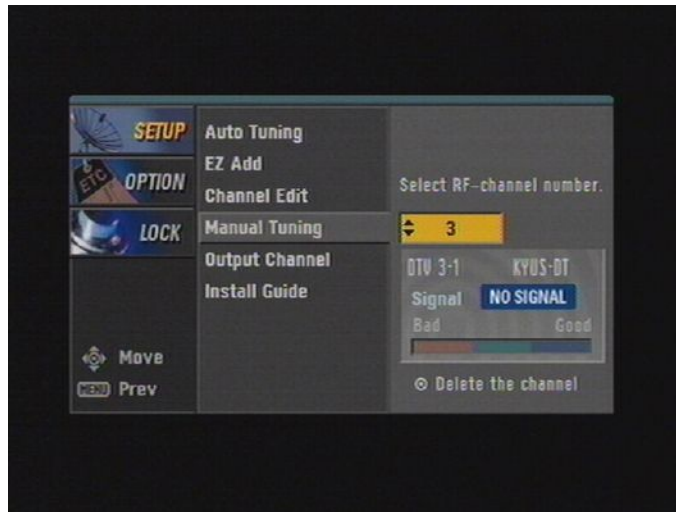 SETUP
OPTION
ETC
LOCK
Auto Tuning
EZ Add
Channel Edit
Manual Tuning
Output Channel
Install Guide
Select RF-channel number.
3
DTV 3-1 KYUS-DT
Signal NO SIGNAL
Bad Good
Delete the channel
Move
MENU Prev